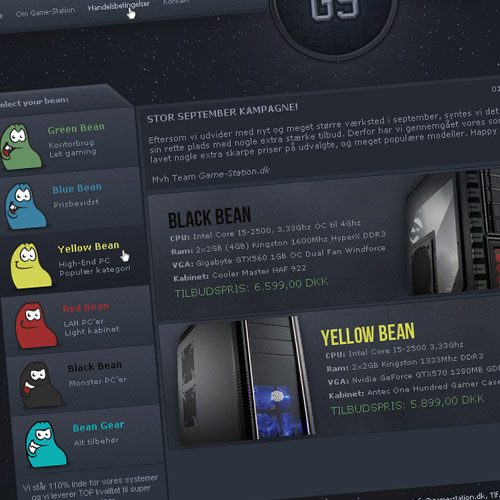 Om Game-Station Handelsbetingelser Kontakt
GS
elect your bean:
Green Bean
Kontorbrug
Let gaming
Blue Bean
Prisbevidst
Yellow Bean
High-End PC
Populær kategori
Red Bean
LAN PC'er
Light kabinet
Black Bean
Monster PC'er
Bean Gear
Alt tilbehør
Vi står 110% inde for vores systemer
og vi leverer TOP kvalitet til super
STOR SEPTEMBER KAMPAGNE!
01
Eftersom vi udvider med nyt og meget større værksted i september, syntes vi det
sin rette plads med nogle extra stærke tilbud. Derfor har vi gennemgået vores so
lavet nogle extra skarpe priser på udvalgte, og meget populære modeller. Happy
Mvh Team Game-Station.dk
BLACK BEAN
CPU: Intel Core I5-2500, 3.33Ghz OC til 4Ghz
Ram: 2x2GB (4GB) Kingston 1600Mhz HyperX DDR3
VGA: Gigabyte GTX560 1GB OC Dual Fan Windforce
Kabinet: Cooler Master HAF 922
TILBUDSPRIS: 6.599,00 DKK
YELLOW BEAN
CPU: Intel Core I5-2500 3,33Ghz
Ram: 2x2GB Kingston 1333Mhz DDR3
VGA: Nvidia GeForce GTX570 1280MB GD
Kabinet: Antec One Hundred Gamer Case
TILBUDSPRIS: 5.899,00 DKK
@game-station.dk, Tlf